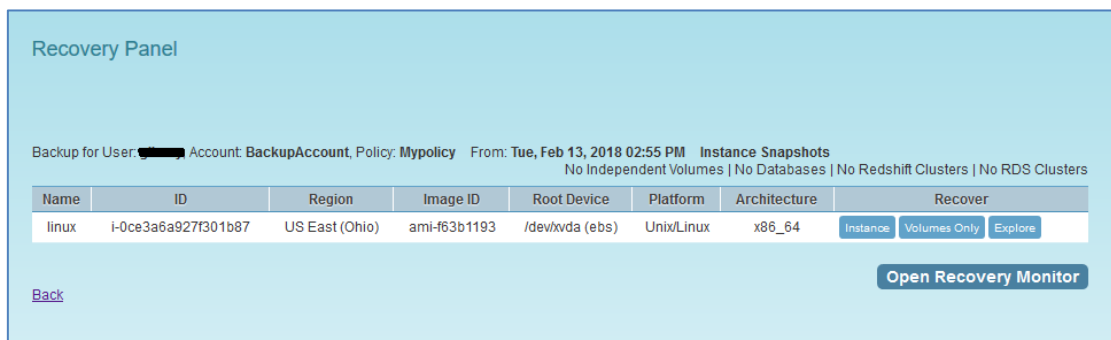 Recovery Panel
Backup for User: Account: BackupAccount, Policy: Mypolicy From: Tue, Feb 13, 2018 02:55 PM Instance Snapshots
No Independent Volumes | No Databases | No Redshift Clusters | No RDS Clusters
Name ID Region Image ID Root Device Platform Architecture Recover
linux i-0ce3a6a927f301b87 US East (Ohio) ami-f63b1193 /dev/xvda (ebs) Unix/Linux x86_64 Instance Volumes Only Explore
Open Recovery Monitor
Back